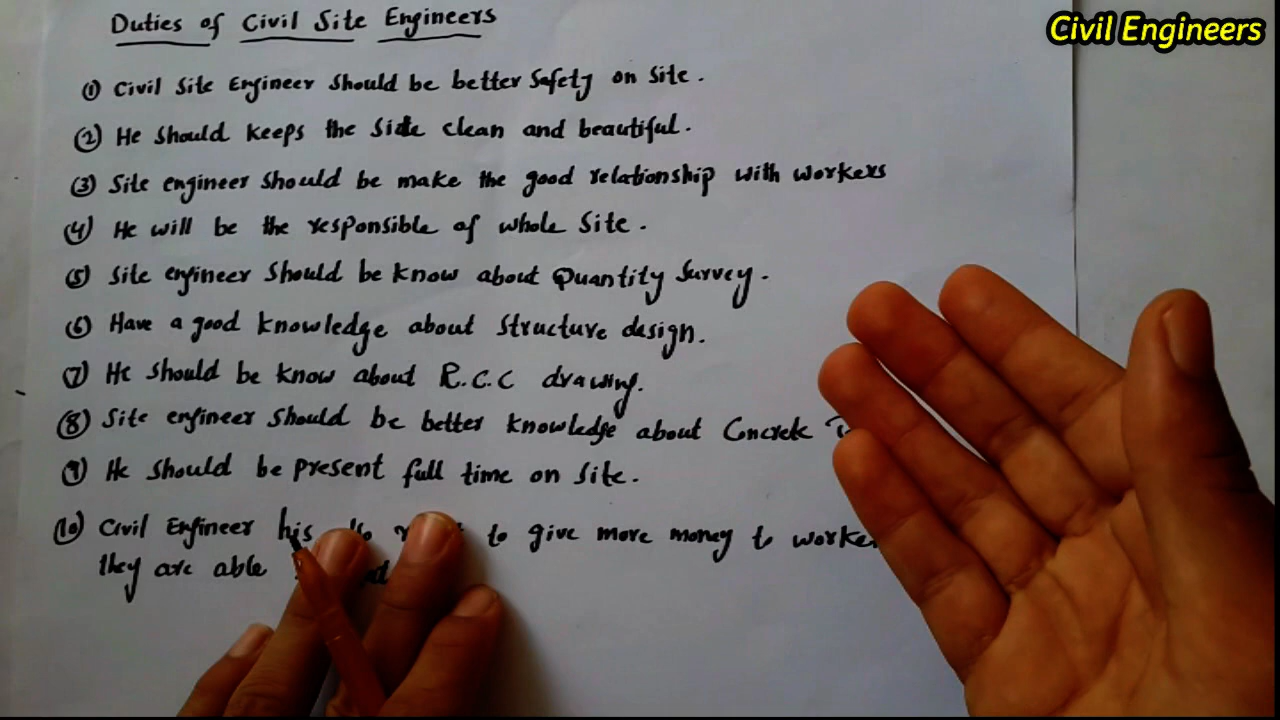 Duties of Civil Site Engineers
Civil Engineers
① Civil Site Engineer Should be better Safety on Site.
② He Should keeps the Side clean and beautiful.
③ Site engineer Should be make the good relationship with workers
④ He will be the responsible of whole Site.
⑤ Site engineer Should be know about Quantity Survey.
⑥ Have a good knowledge about Structure design.
⑦ He Should be know about R.C.C drawing.
⑧ Site engineer Should be better knowledge about Concrete
⑨ He Should be present full time on Site.
⑩ Civil Engineer his to give more money to
they are able